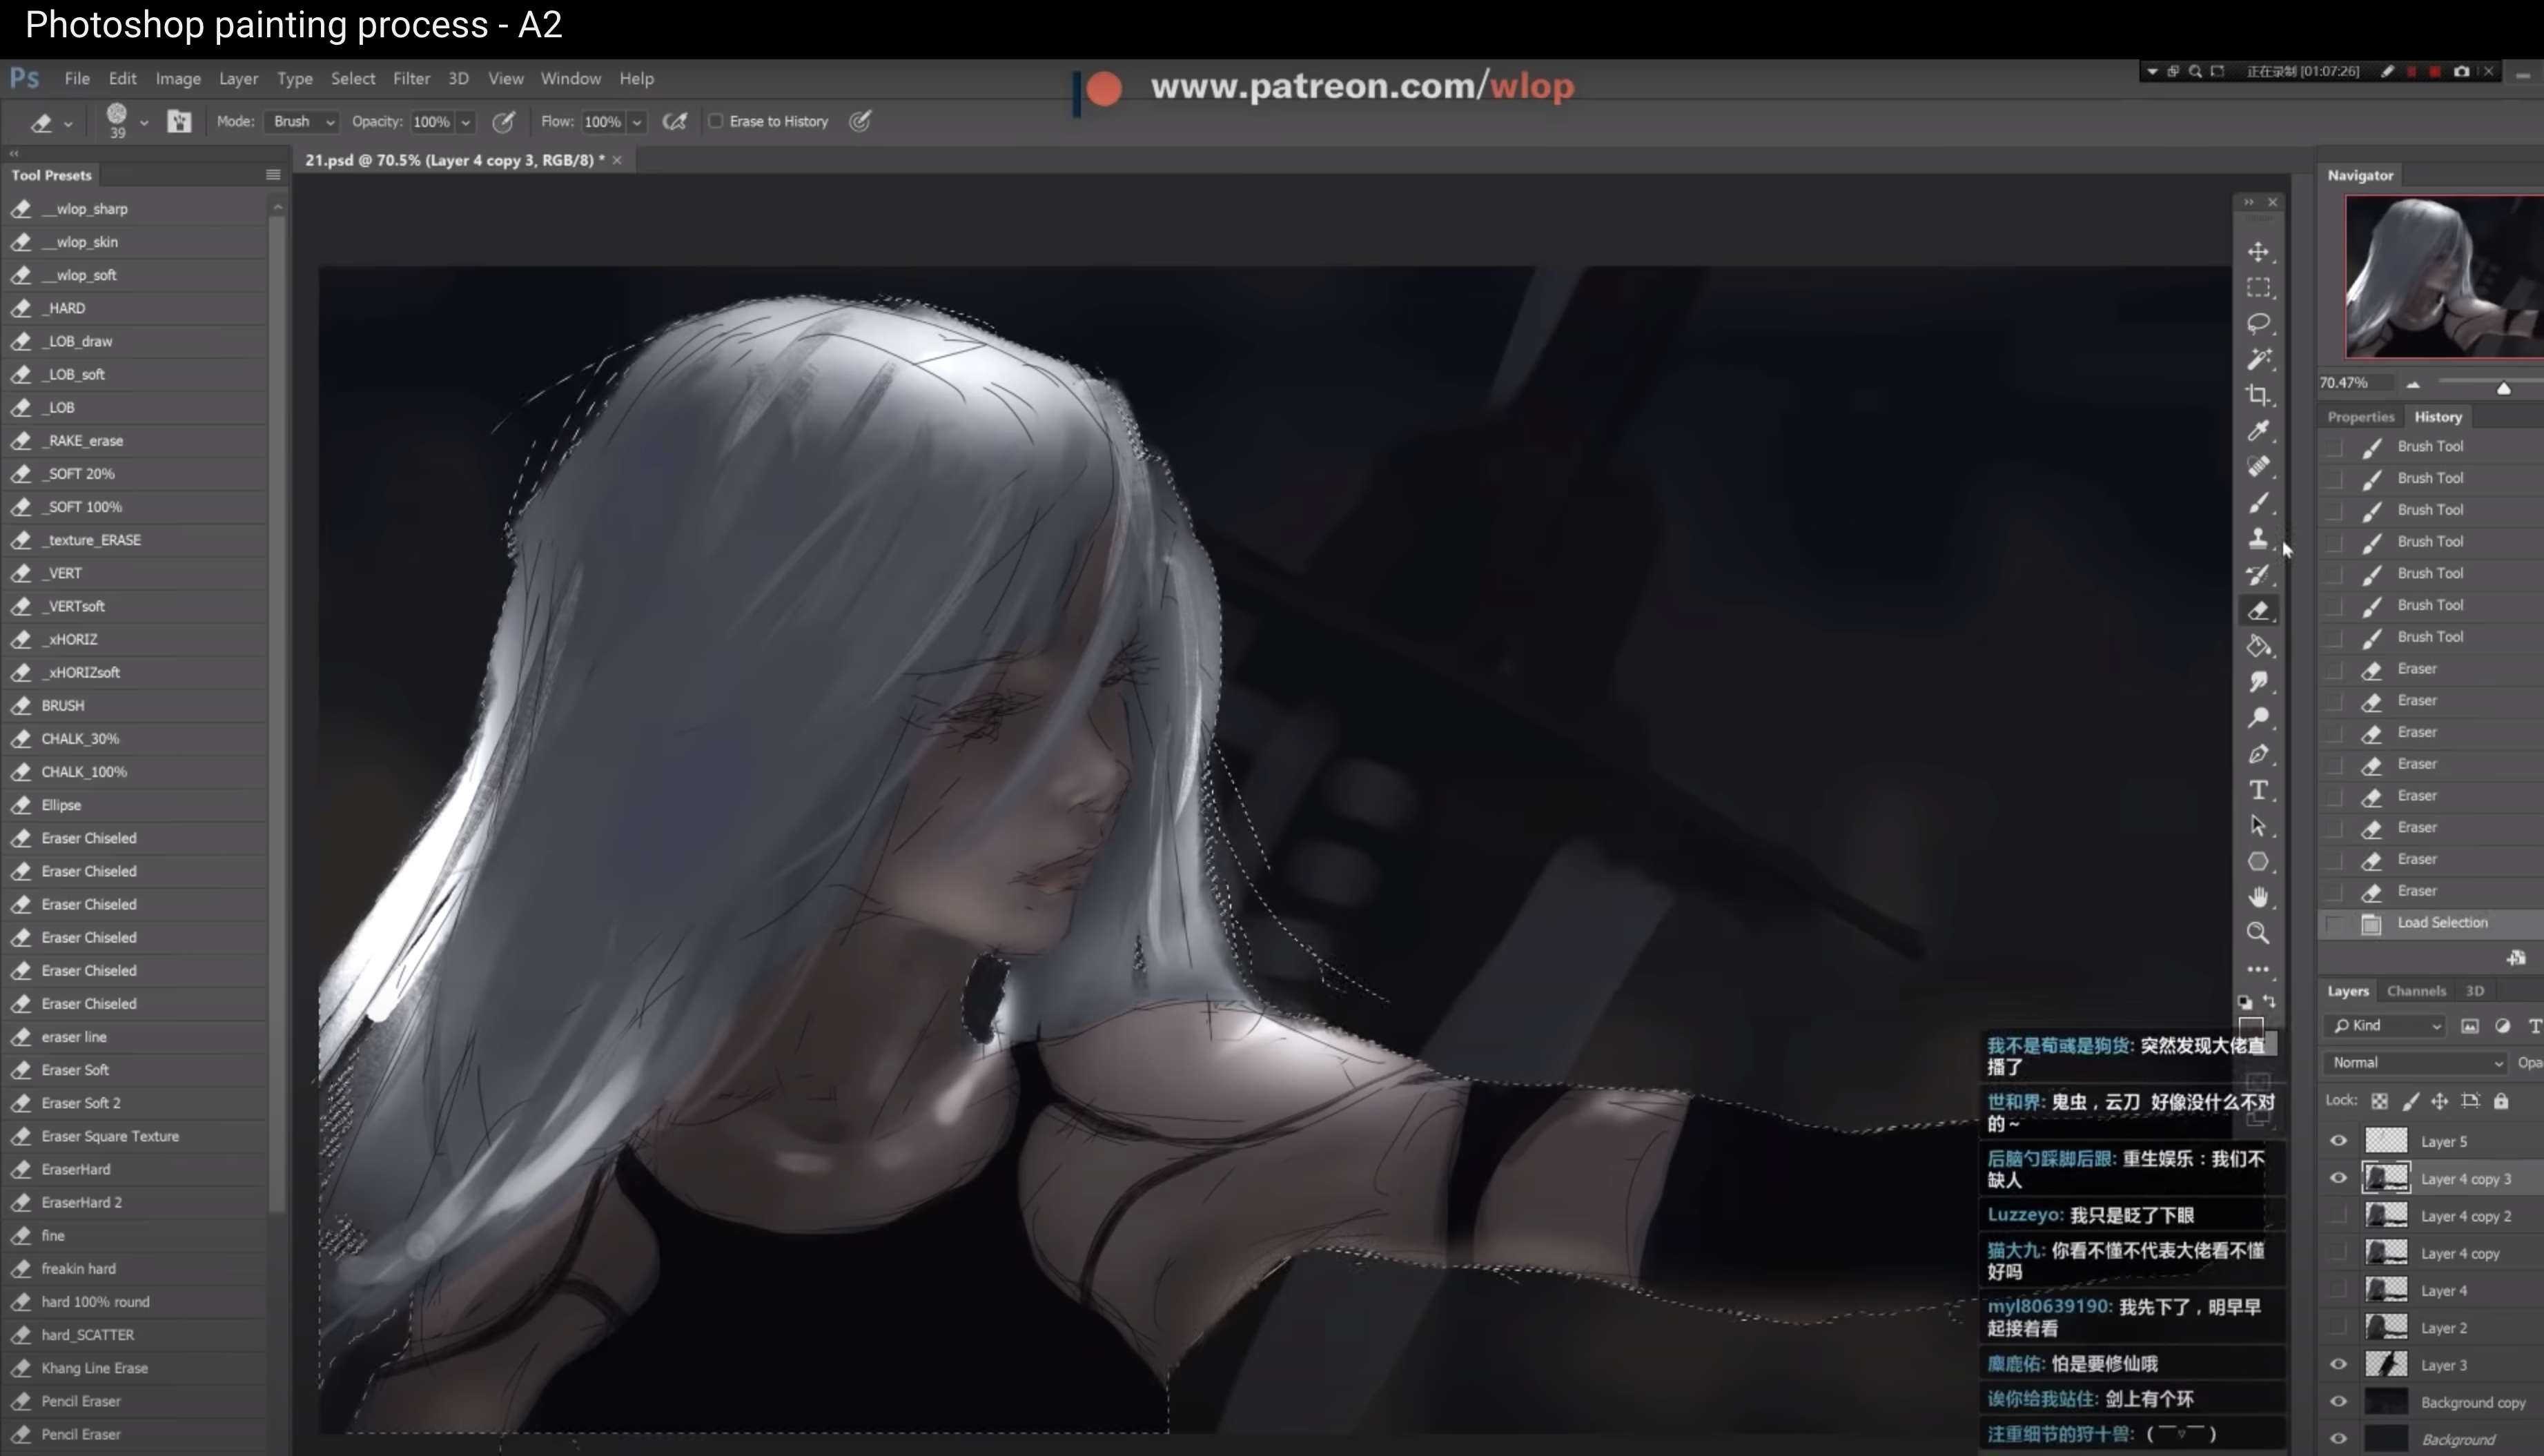 Photoshop painting process - A2
Ps File Edit Image Layer Type Select Filter 3D View Window Help
www.patreon.com/wlop
正在录制 [01:07:26]
39 Mode: Brush Opacity: 100% Flow: 100% Erase to History
21.psd @ 70.5% (Layer 4 copy 3, RGB/8) *
Tool Presets
__wlop_sharp
__wlop_skin
__wlop_soft
_HARD
_LOB_draw
_LOB_soft
_LOB
_RAKE_erase
_SOFT 20%
_SOFT 100%
_texture_ERASE
_VERT
_VERTsoft
_xHORIZ
_xHORIZsoft
BRUSH
CHALK_30%
CHALK_100%
Ellipse
Eraser Chiseled
Eraser Chiseled
Eraser Chiseled
Eraser Chiseled
Eraser Chiseled
Eraser Chiseled
eraser line
Eraser Soft
Eraser Soft 2
Eraser Square Texture
EraserHard
EraserHard 2
fine
freakin hard
hard 100% round
hard_SCATTER
Khang Line Erase
Pencil Eraser
Pencil Eraser
我不是荀彧是狗货: 突然发现大佬直
播了
世和界: 鬼虫，云刀 好像没什么不对
的~
后脑勺踩脚后跟: 重生娱乐：我们不
缺人
Luzzeyo: 我只是眨了下眼
猫大九: 你看不懂不代表大佬看不懂
好吗
myl80639190: 我先下了，明早早
起接着看
麋鹿佑: 怕是要修仙哦
诶你给我站住: 剑上有个环
注重细节的狩十兽: (￣▽￣)
Navigator
70.47%
Properties History
Brush Tool
Brush Tool
Brush Tool
Brush Tool
Brush Tool
Brush Tool
Brush Tool
Eraser
Eraser
Eraser
Eraser
Eraser
Eraser
Eraser
Eraser
Load Selection
Layers Channels 3D
Kind
Normal Opa
Lock:
Layer 5
Layer 4 copy 3
Layer 4 copy 2
Layer 4 copy
Layer 4
Layer 2
Layer 3
Background copy
Background